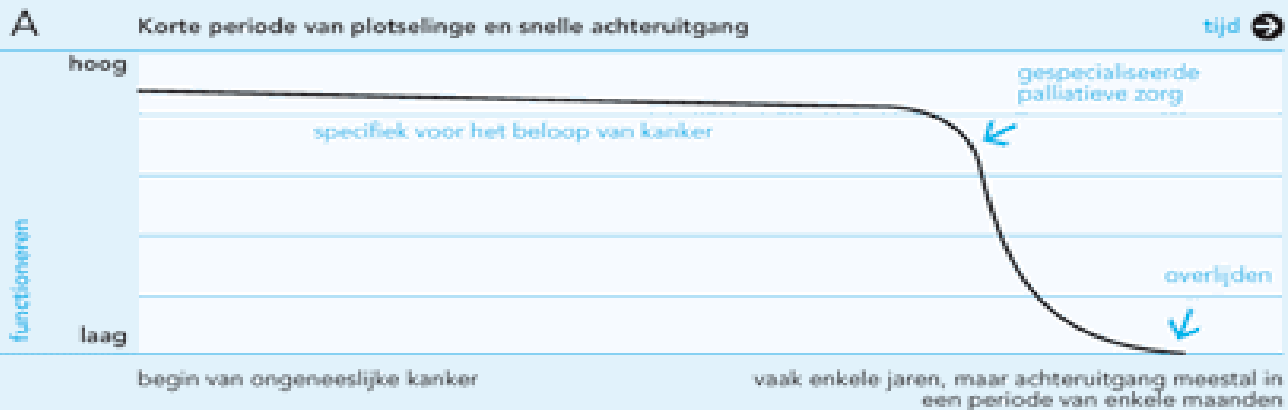 A
Korte periode van plotselinge en snelle achteruitgang
tijd
hoog
gespecialiseerde
palliatieve zorg
specifiek voor het beloop van kanker
functioneren
overlijden
laag
begin van ongeneeslijke kanker
vaak enkele jaren, maar achteruitgang meestal in
een periode van enkele maanden